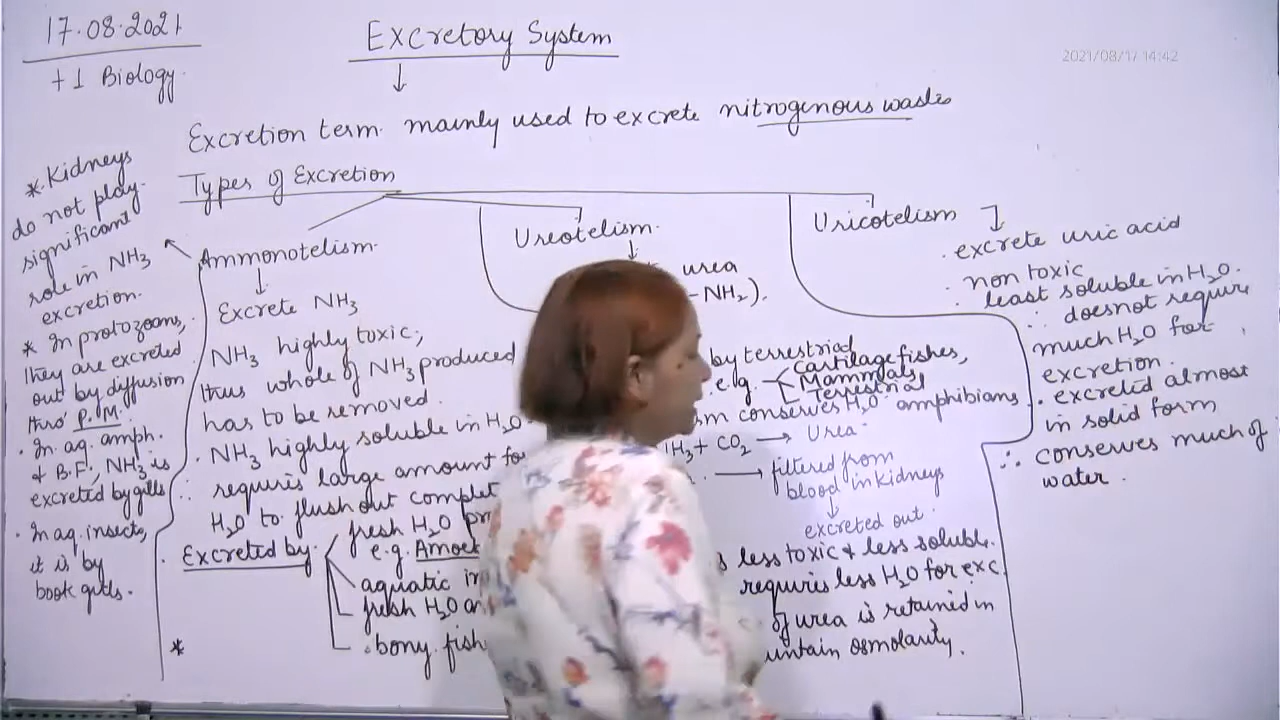 17.08.2021
+1 Biology.
Excretory System
2021/08/17 14:42
Excretion term mainly used to excrete nitrogenous wastes
Types of Excretion
* Kidneys
do not play
significant
role in NH3
excretion.
* In protozoans,
they are excreted
out by diffusion
thro' P.M.
. In aq. amph.
& B.F., NH3 is
excreted by gills
. In aq. insects,
it is by
book gills.
Ammonotelism.
Excrete NH3
NH3 highly toxic;
thus whole of NH3 produced
has to be removed.
. NH3 highly soluble in H2O
∴ requires large amount
H2O to flush out
. Excreted by
fresh H2O
e.g.
aquatic
fresh H2O
. bony
*
Ureotelism.
urea
-NH2).
by terrestrial
e.g. Cartilage fishes,
Mammals,
Terrestrial
amphibians
conserves H2O.
+ CO2 → Urea.
→ filtered from
blood in kidneys
↓
excreted out.
less toxic & less soluble.
requires less H2O for exc.
of urea is retained in
osmolarity.
Uricotelism
. excrete uric acid
. non toxic
. least soluble in H2O.
∴ doesnot require
much H2O for
excretion.
. excreted almost
in solid form
∴ conserves much of
water.